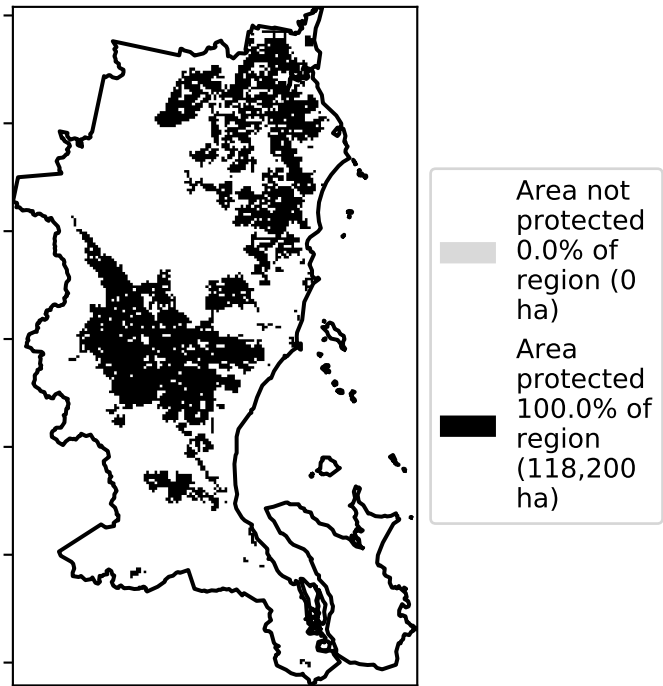 Area not
protected
0.0% of
region (0
ha)
Area
protected
100.0% of
region
(118,200
ha)